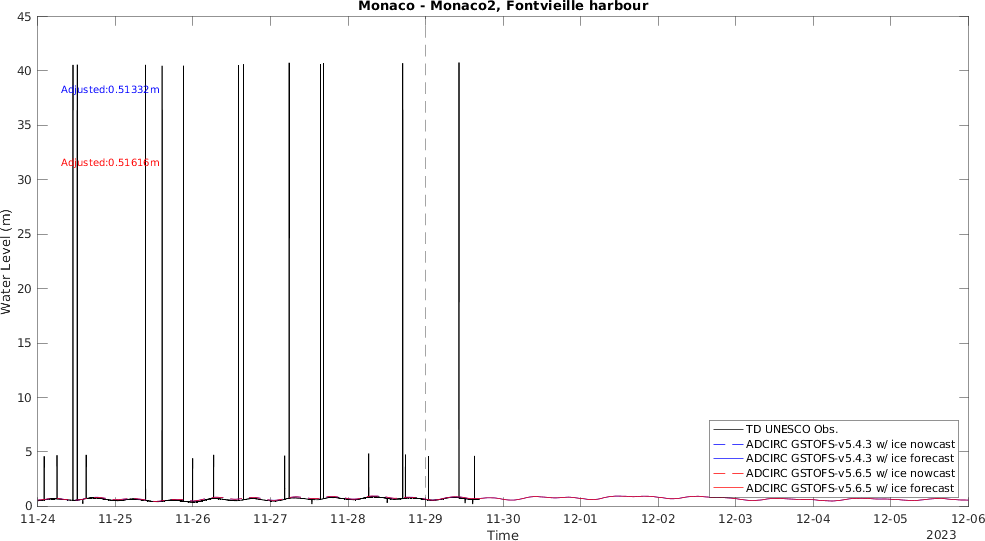 Monaco - Monaco2, Fontvieille harbour
Water Level (m)
45
40
35
30
25
20
15
10
5
0
Adjusted:0.51332m
Adjusted:0.51616m
TD UNESCO Obs.
ADCIRC GSTOFS-v5.4.3 w/ ice nowcast
ADCIRC GSTOFS-v5.4.3 w/ ice forecast
ADCIRC GSTOFS-v5.6.5 w/ ice nowcast
ADCIRC GSTOFS-v5.6.5 w/ ice forecast
11-24 11-25 11-26 11-27 11-28 11-29 11-30 12-01 12-02 12-03 12-04 12-05 12-06
Time
2023